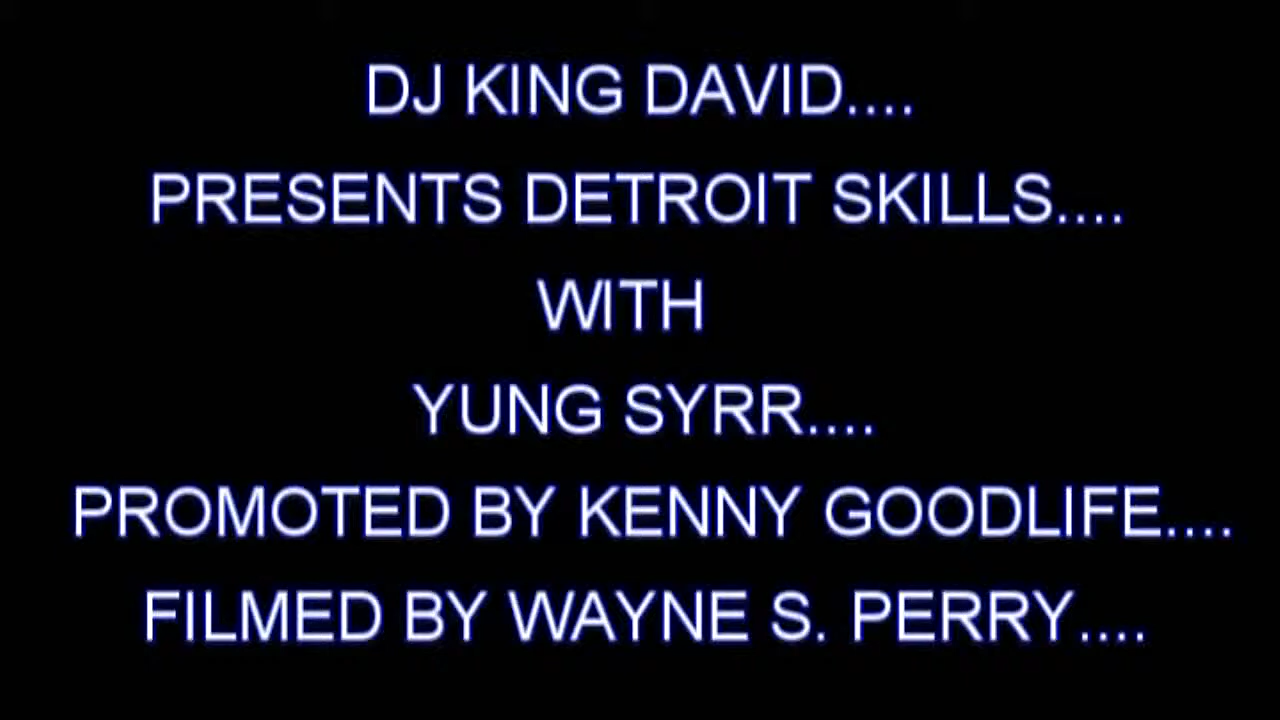 DJ KING DAVID....
PRESENTS DETROIT SKILLS....
WITH
YUNG SYRR....
PROMOTED BY KENNY GOODLIFE....
FILMED BY WAYNE S. PERRY....